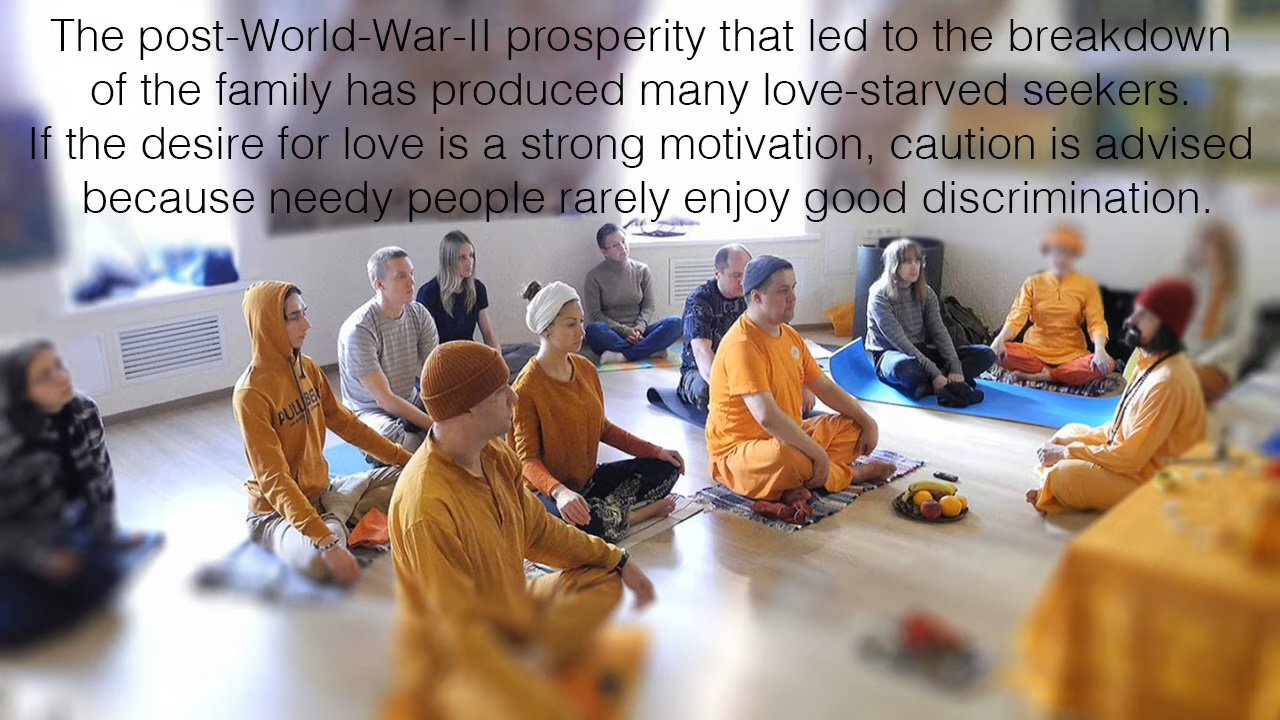 The post-World-War-II prosperity that led to the breakdown
of the family has produced many love-starved seekers.
If the desire for love is a strong motivation, caution is advised
because needy people rarely enjoy good discrimination.